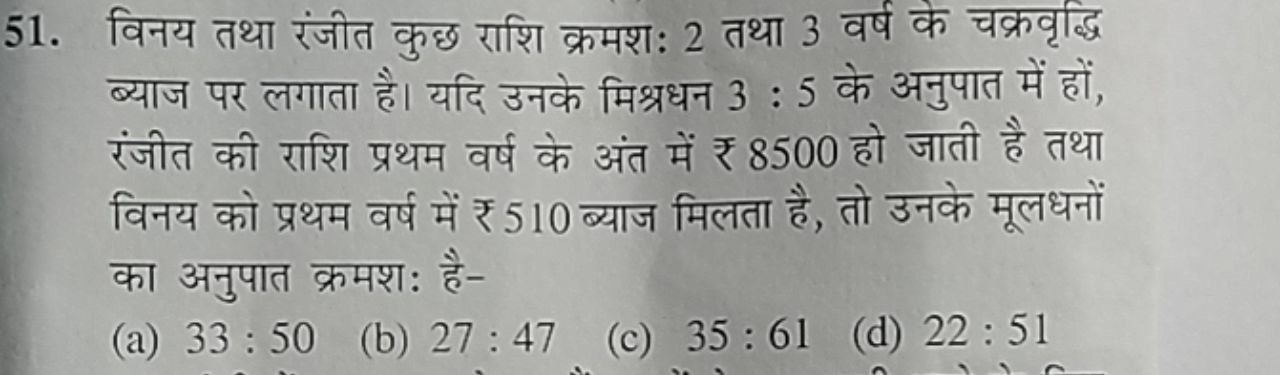 51. विनय तथा रंजीत कुछ राशि क्रमश: 2 तथा 3 वर्ष के चक्रवृद्धि
ब्याज पर लगाता है। यदि उनके मिश्रधन 3 : 5 के अनुपात में हों,
रंजीत की राशि प्रथम वर्ष के अंत में ₹ 8500 हो जाती है तथा
विनय को प्रथम वर्ष में ₹ 510 ब्याज मिलता है, तो उनके मूलधनों
का अनुपात क्रमश: है–
(a) 33 : 50 (b) 27 : 47 (c) 35 : 61 (d) 22 : 51